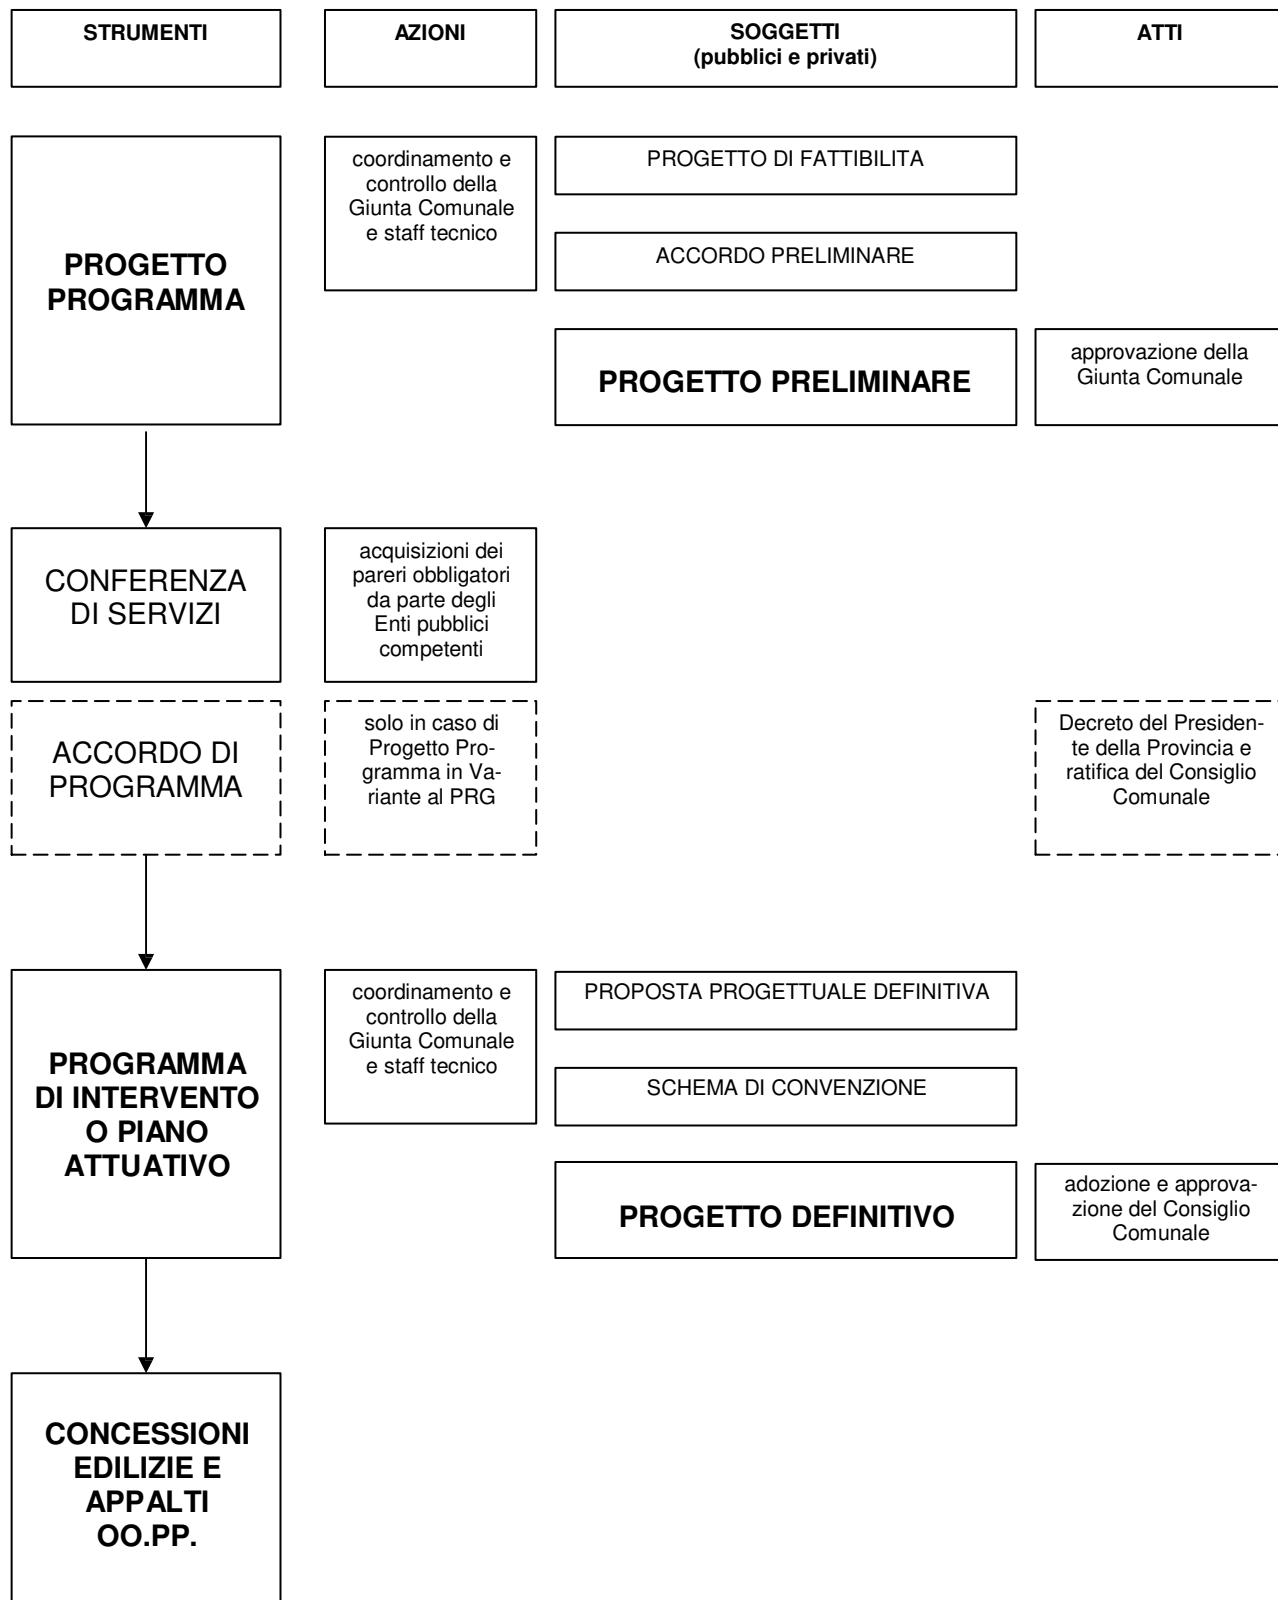 STRUMENTI
AZIONI
SOGGETTI
(pubblici e privati)
ATTI
PROGETTO
PROGRAMMA
coordinamento e
controllo della
Giunta Comunale
e staff tecnico
PROGETTO DI FATTIBILITA
ACCORDO PRELIMINARE
PROGETTO PRELIMINARE
approvazione della
Giunta Comunale
CONFERENZA
DI SERVIZI
acquisizioni dei
pareri obbligatori
da parte degli
Enti pubblici
competenti
ACCORDO DI
PROGRAMMA
solo in caso di
Progetto Pro-
gramma in Va-
riante al PRG
Decreto del Presiden-
te della Provincia e
ratifica del Consiglio
Comunale
PROGRAMMA
DI INTERVENTO
O PIANO
ATTUATIVO
coordinamento e
controllo della
Giunta Comunale
e staff tecnico
PROPOSTA PROGETTUALE DEFINITIVA
SCHEMA DI CONVENZIONE
PROGETTO DEFINITIVO
adozione e approva-
zione del Consiglio
Comunale
CONCESSIONI
EDILIZIE E
APPALTI
OO.PP.